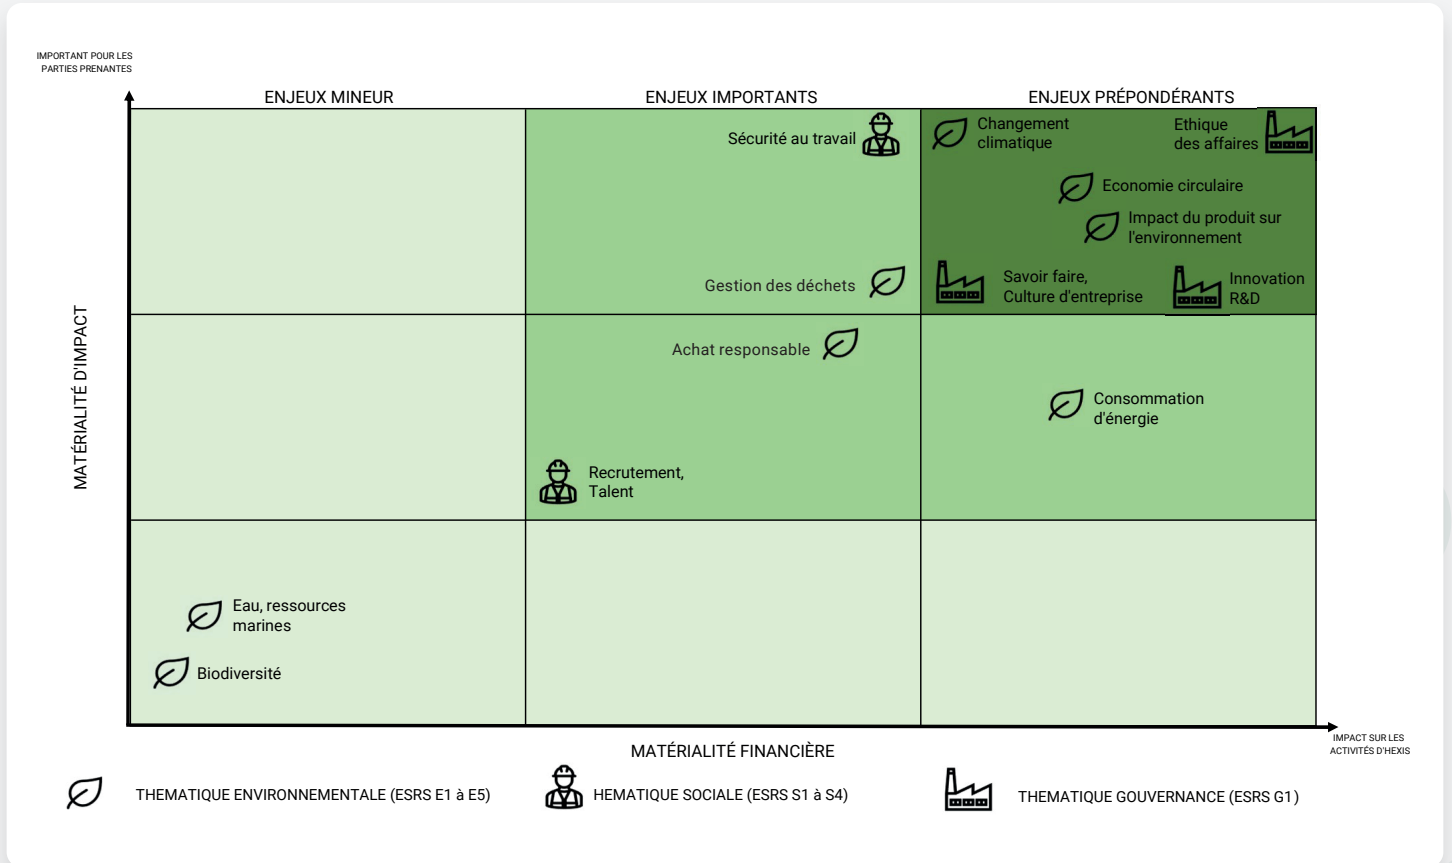 IMPORTANT POUR LES
PARTIES PRENANTES
ENJEUX MINEUR
ENJEUX IMPORTANTS
ENJEUX PRÉPONDÉRANTS
Sécurité au travail
Changement
climatique
Ethique
des affaires
Economie circulaire
Impact du produit sur
l'environnement
Gestion des déchets
Savoir faire,
Culture d'entreprise
Innovation
R&D
MATÉRIALITÉ D'IMPACT
Achat responsable
Consommation
d'énergie
Recrutement,
Talent
Eau, ressources
marines
Biodiversité
MATÉRIALITÉ FINANCIÈRE
IMPACT SUR LES
ACTIVITÉS D'HEXIS
THEMATIQUE ENVIRONNEMENTALE (ESRS E1 à E5)
HEMATIQUE SOCIALE (ESRS S1 à S4)
THEMATIQUE GOUVERNANCE (ESRS G1)